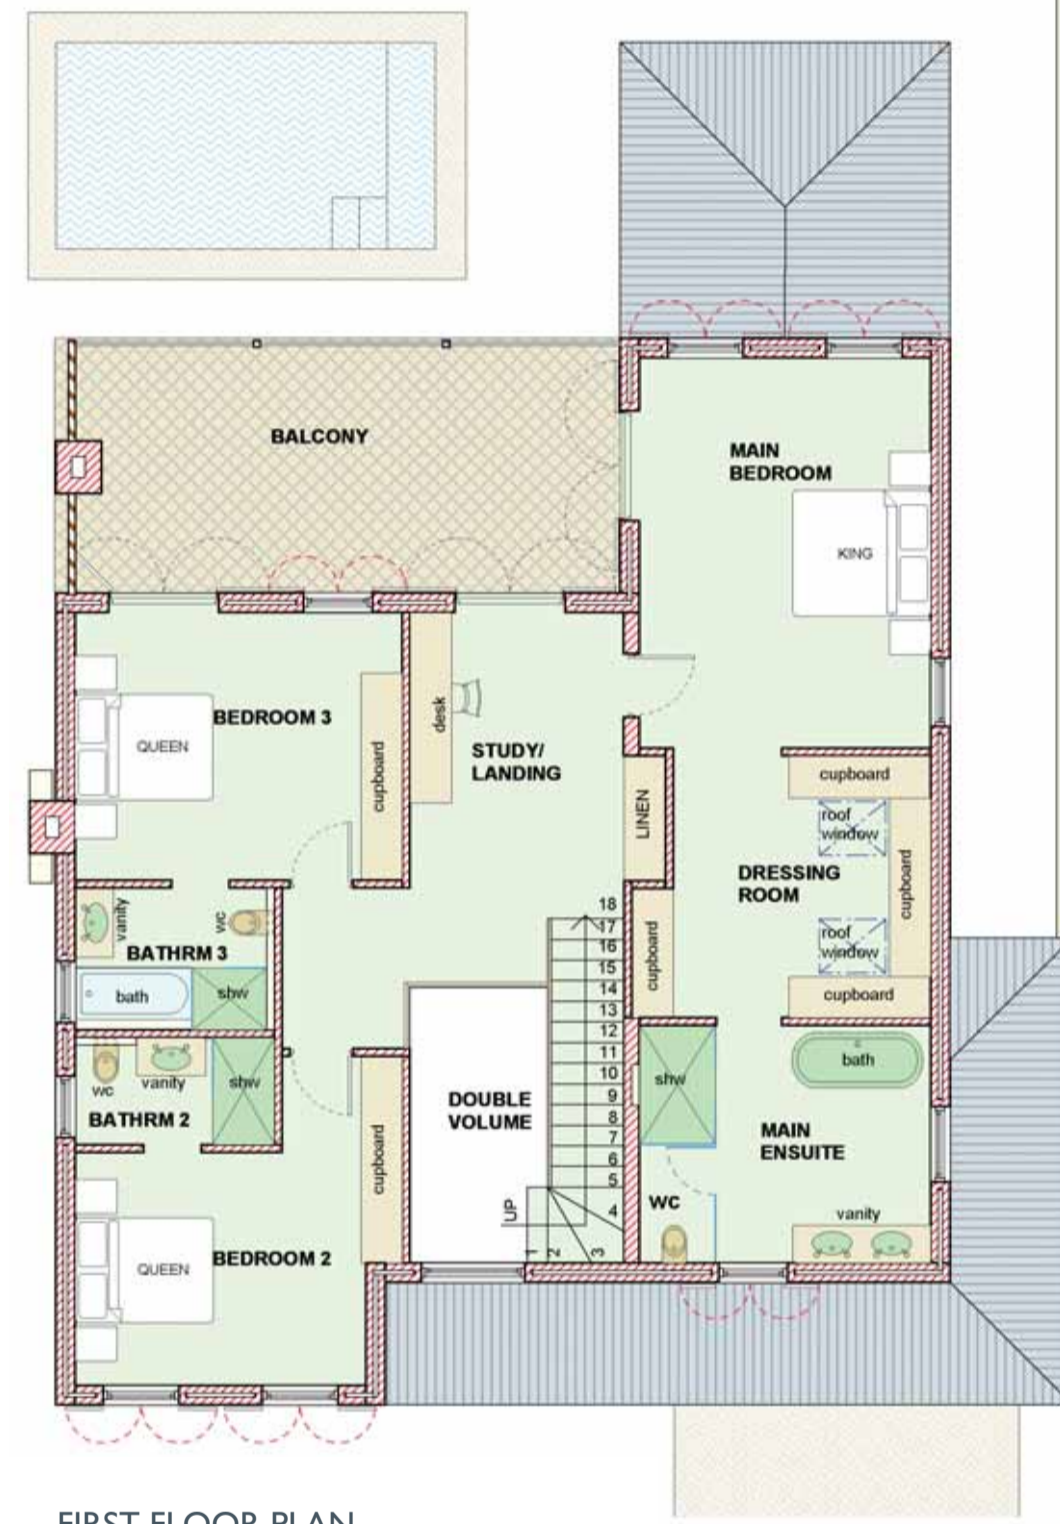 BALCONY
MAIN
BEDROOM
KING
BEDROOM 3
QUEEN
cupboard
desk
STUDY/
LANDING
LINEN
cupboard
roof
window
DRESSING
ROOM
cupboard
roof
window
cupboard
cupboard
vanity
wc
BATHRM 3
bath
shw
18
17
16
15
14
13
12
11
10
9
8
7
6
5
4
3
2
1
UP
wc
vanity
shw
BATHRM 2
DOUBLE
VOLUME
shw
bath
MAIN
ENSUITE
cupboard
WC
vanity
BEDROOM 2
QUEEN
FIRST FLOOR PLAN